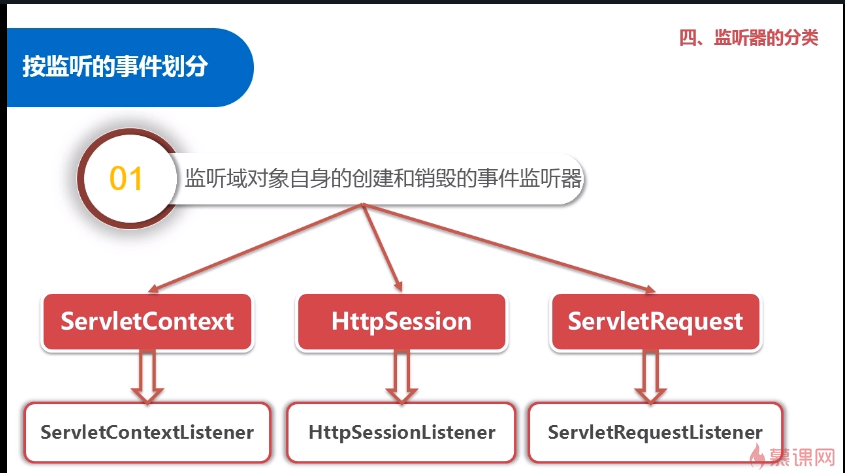 四、监听器的分类
按监听的事件划分
01
监听域对象自身的创建和销毁的事件监听器
ServletContext
HttpSession
ServletRequest
ServletContextListener
HttpSessionListener
ServletRequestListener
慕课网